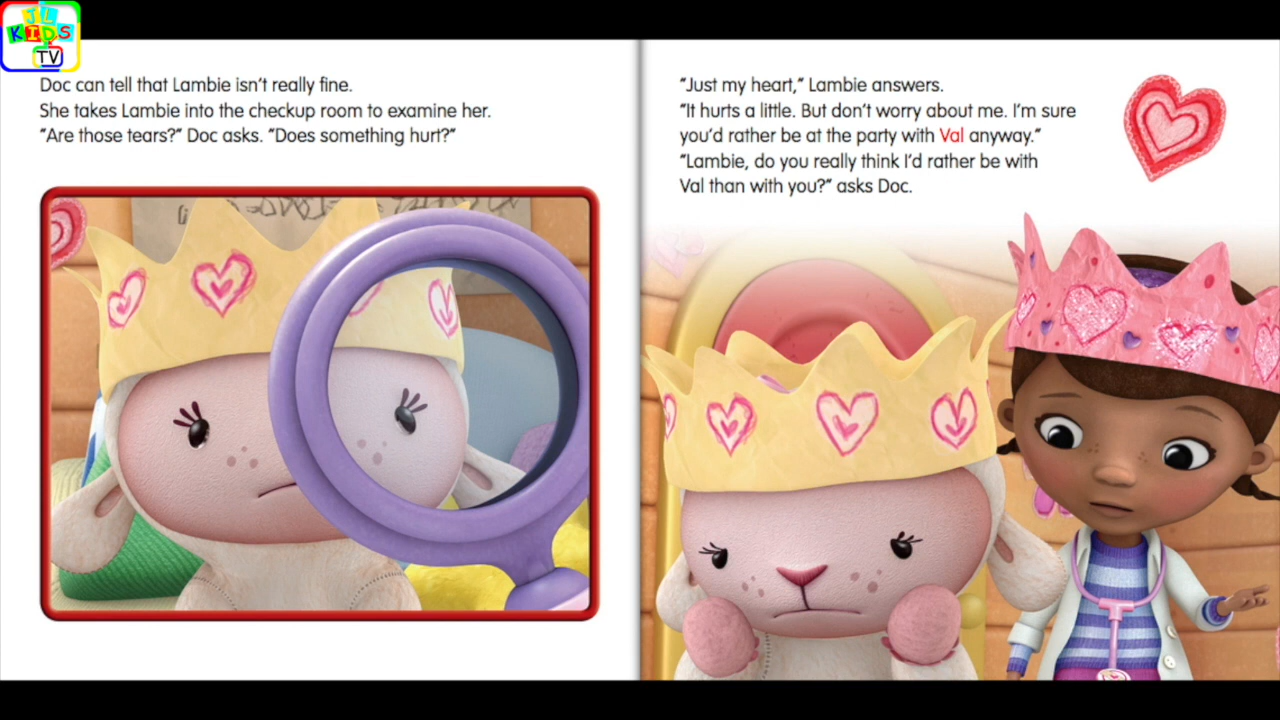 JL
KIDS
TV
Doc can tell that Lambie isn't really fine.
She takes Lambie into the checkup room to examine her.
"Are those tears?" Doc asks. "Does something hurt?"
"Just my heart," Lambie answers.
"It hurts a little. But don't worry about me. I'm sure
you'd rather be at the party with Val anyway."
"Lambie, do you really think I'd rather be with
Val than with you?" asks Doc.